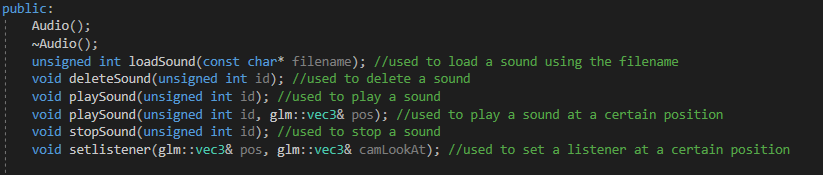 public:
Audio();
~Audio();
unsigned int loadSound(const char* filename); //used to load a sound using the filename
void deleteSound(unsigned int id); //used to delete a sound
void playSound(unsigned int id); //used to play a sound
void playSound(unsigned int id, glm::vec3& pos); //used to play a sound at a certain position
void stopSound(unsigned int id); //used to stop a sound
void setlistener(glm::vec3& pos, glm::vec3& camLookAt); //used to set a listener at a certain position